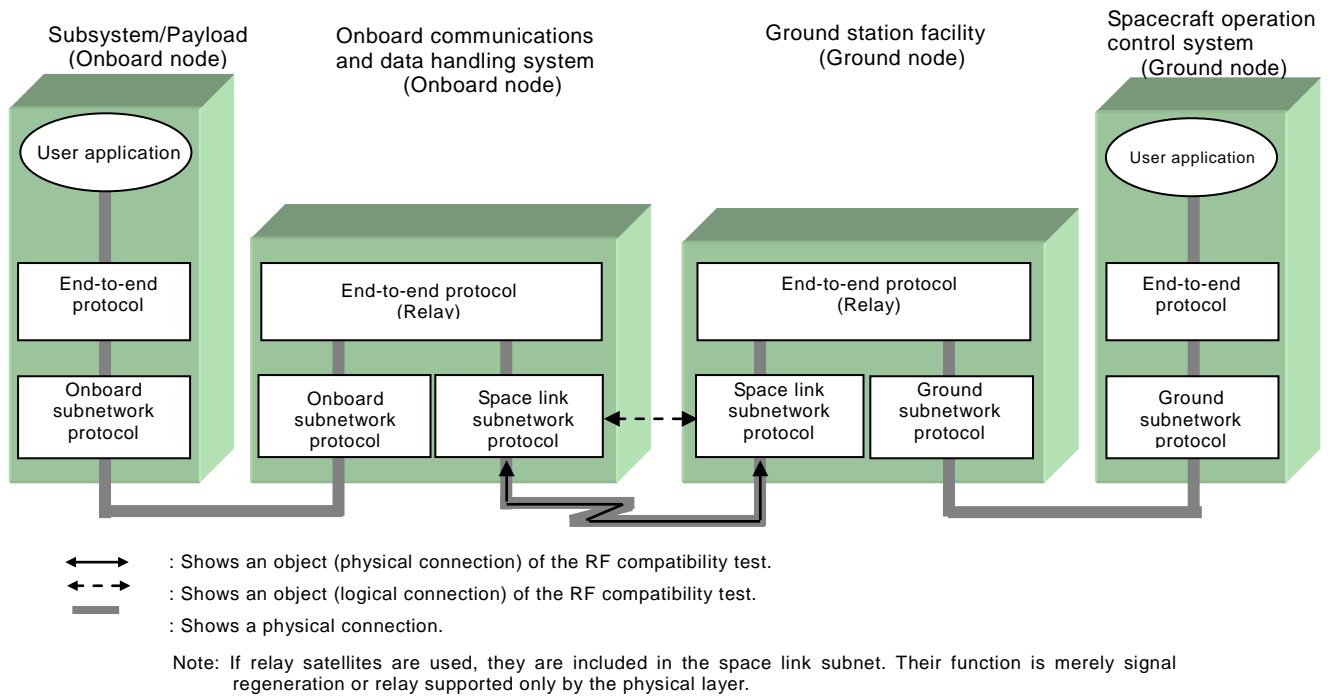 Subsystem/Payload
(Onboard node)
Onboard communications
and data handling system
(Onboard node)
Ground station facility
(Ground node)
Spacecraft operation
control system
(Ground node)
User application
End-to-end
protocol
Onboard
subnetwork
protocol
End-to-end protocol
(Relay)
Onboard
subnetwork
protocol
Space link
subnetwork
protocol
End-to-end protocol
(Relay)
Space link
subnetwork
protocol
Ground
subnetwork
protocol
User application
End-to-end
protocol
Ground
subnetwork
protocol
: Shows an object (physical connection) of the RF compatibility test.
: Shows an object (logical connection) of the RF compatibility test.
: Shows a physical connection.
Note: If relay satellites are used, they are included in the space link subnet. Their function is merely signal
regeneration or relay supported only by the physical layer.